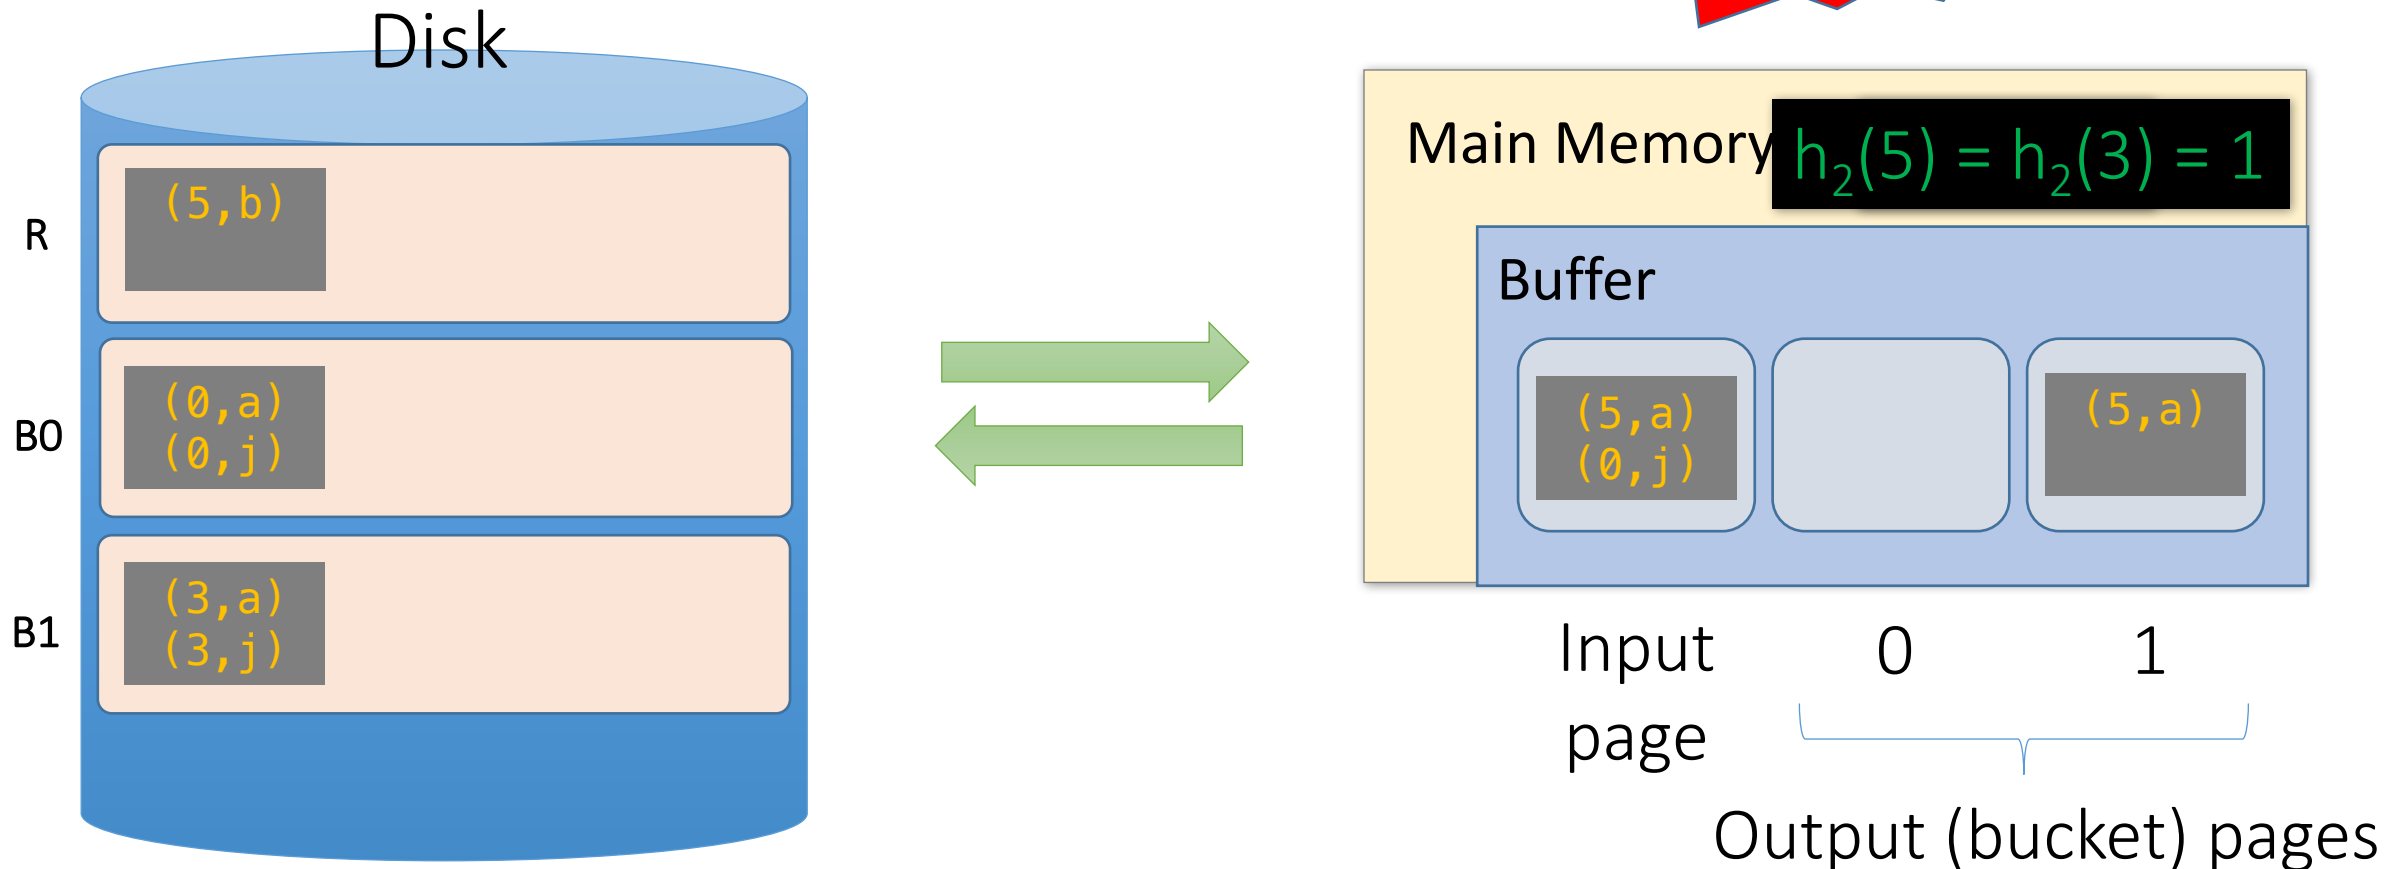 Disk
R
(5,b)
B0
(0,a)
(0,j)
B1
(3,a)
(3,j)
Main Memory
h₂(5) = h₂(3) = 1
Buffer
(5,a)
(0,j)
(5,a)
Input
page
0
1
Output (bucket) pages